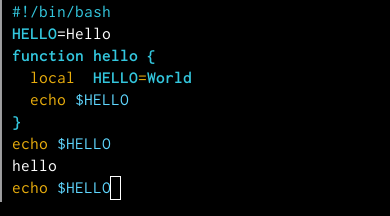 #!/bin/bash
HELLO=Hello
function hello {
  local  HELLO=World
  echo $HELLO
}
echo $HELLO
hello
echo $HELLO